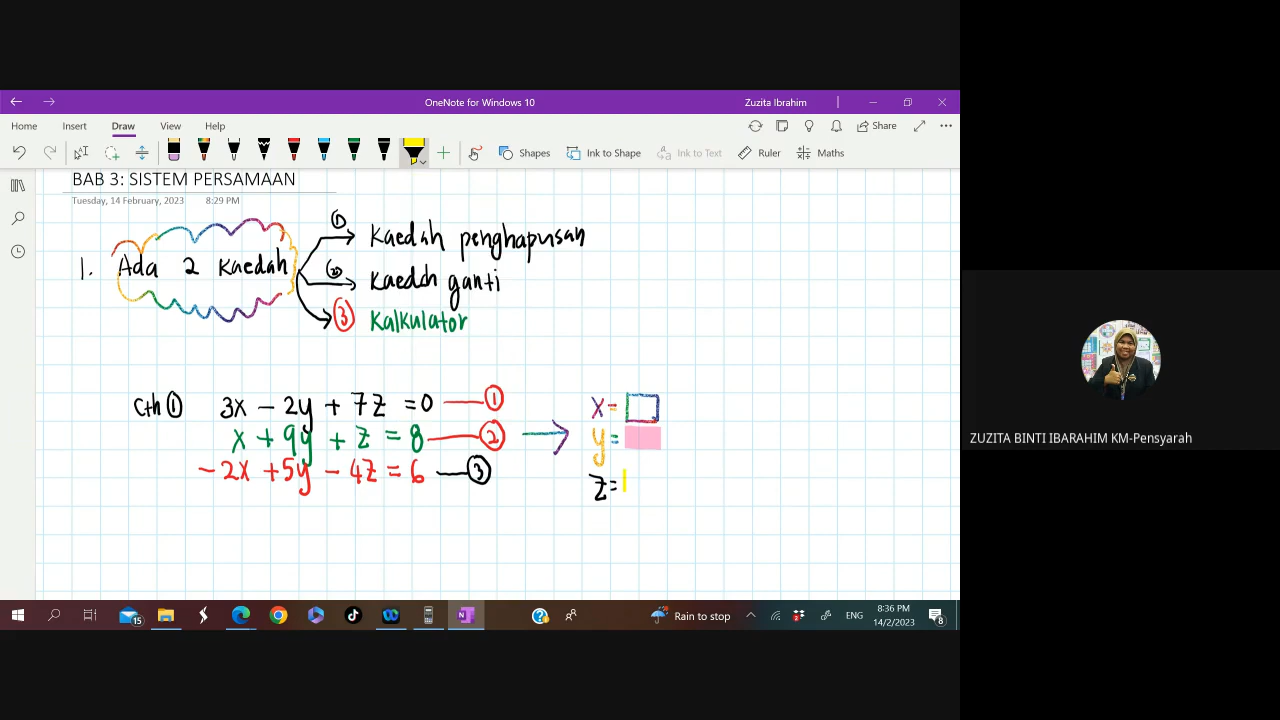 OneNote for Windows 10
Zuzita Ibrahim
Home Insert Draw View Help
Share
Shapes Ink to Shape Ink to Text Ruler Maths
BAB 3: SISTEM PERSAMAAN
Tuesday, 14 February, 2023 8:29 PM
1. Ada 2 Kaedah
① Kaedah penghapusan
② Kaedah ganti
③ Kalkulator
Cth ① 3x - 2y + 7z = 0 ①
x + 9y + z = 8 ②
- 2x + 5y - 4z = 6 ③
x =
y =
z =
ZUZITA BINTI IBARAHIM KM-Pensyarah
15
Rain to stop
ENG
8:36 PM
14/2/2023
8